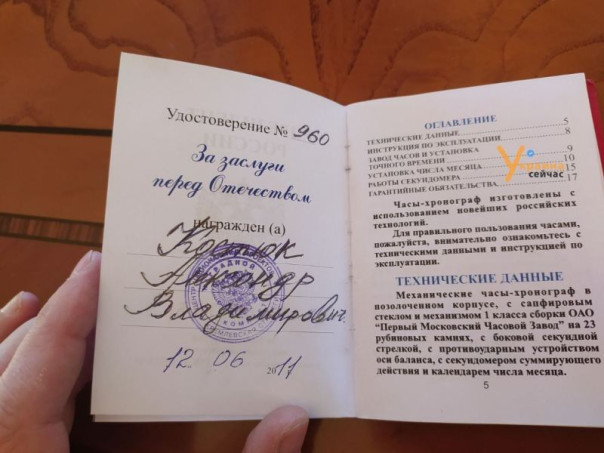 Удостоверение № 960
За заслуги
перед Отечеством
награжден (а)
Костюк
Александр
Владимирович
12 06 2011
ОГЛАВЛЕНИЕ
ТЕХНИЧЕСКИЕ ДАННЫЕ 5
ИНСТРУКЦИЯ ПО ЭКСПЛУАТАЦИИ 8
ЗАВОД ЧАСОВ И УСТАНОВКА
ТОЧНОГО ВРЕМЕНИ 9
УСТАНОВКА ЧИСЛА МЕСЯЦА 10
РАБОТЫ СЕКУНДОМЕРА 15
ГАРАНТИЙНЫЕ ОБЯЗАТЕЛЬСТВА 17
Украина
сейчас
Часы-хронограф изготовлены с
использованием новейших российских
технологий.
Для правильного пользования часами,
пожалуйста, внимательно ознакомьтесь с
техническими данными и инструкцией по
эксплуатации.
ТЕХНИЧЕСКИЕ ДАННЫЕ
Механические часы-хронограф в
позолоченном корпусе, с сапфировым
стеклом и механизмом 1 класса сборки ОАО
"Первый Московский Часовой Завод" на 23
рубиновых камнях, с боковой секундной
стрелкой, с противоударным устройством
оси баланса, с секундомером суммирующего
действия и календарем числа месяца.
5